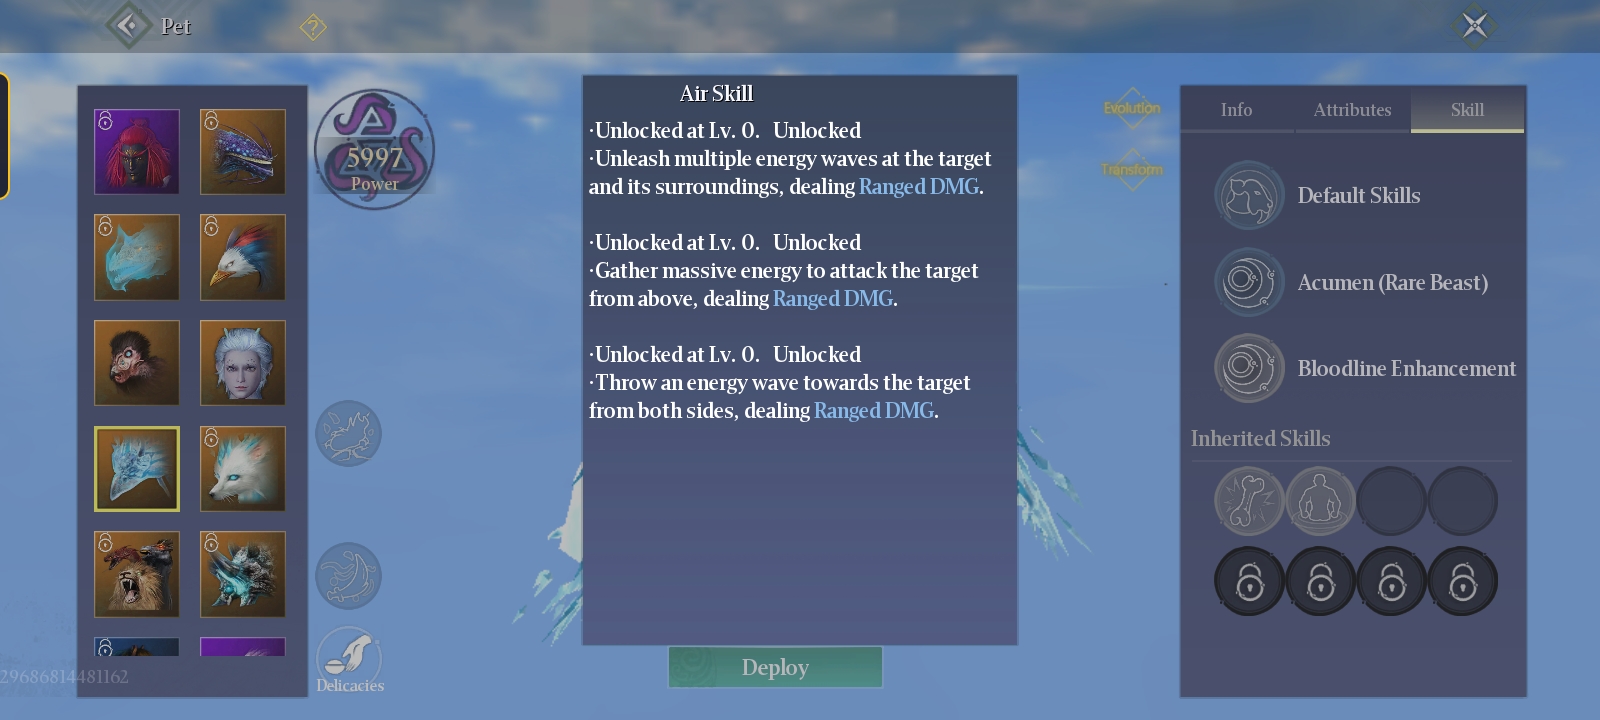 Pet
?
5997
Power
Air Skill
·Unlocked at Lv. 0. Unlocked
·Unleash multiple energy waves at the target
and its surroundings, dealing Ranged DMG.
·Unlocked at Lv. 0. Unlocked
·Gather massive energy to attack the target
from above, dealing Ranged DMG.
·Unlocked at Lv. 0. Unlocked
·Throw an energy wave towards the target
from both sides, dealing Ranged DMG.
Deploy
Evolution
Transform
Info
Attributes
Skill
Default Skills
Acumen (Rare Beast)
Bloodline Enhancement
Inherited Skills
Delicacies
29686814481162